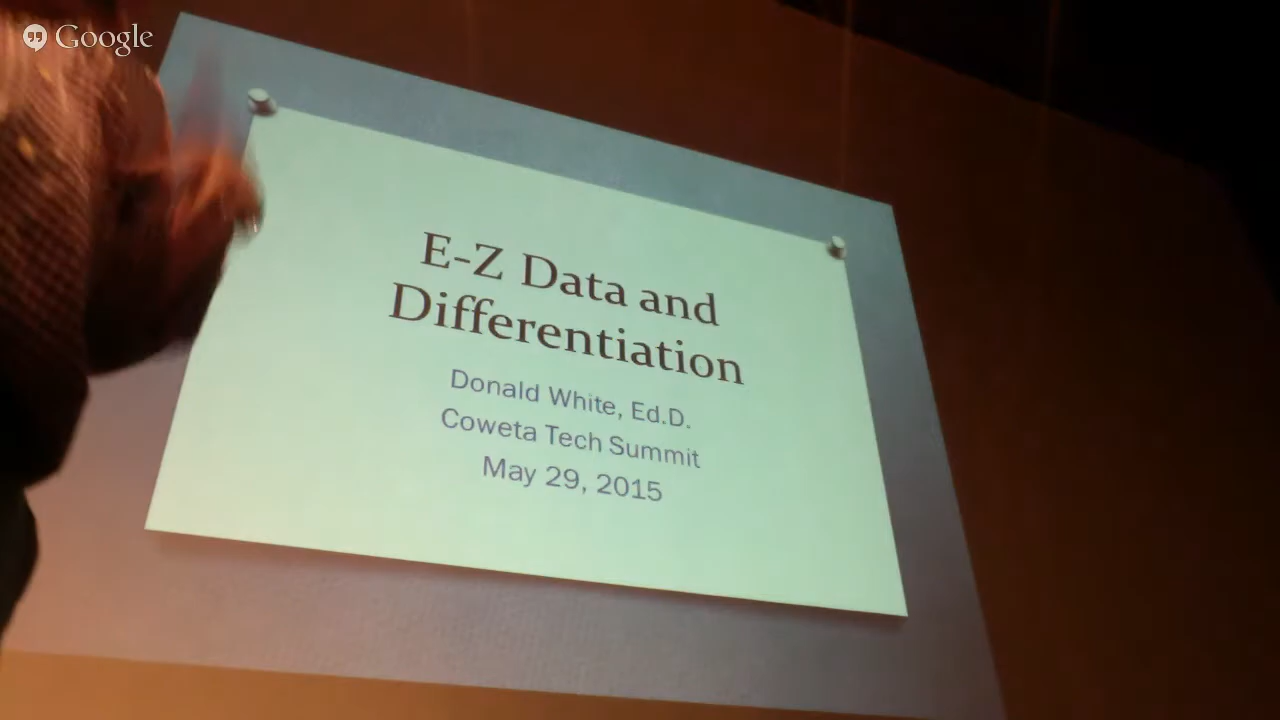 Google
E-Z Data and
Differentiation
Donald White, Ed.D.
Coweta Tech Summit
May 29, 2015